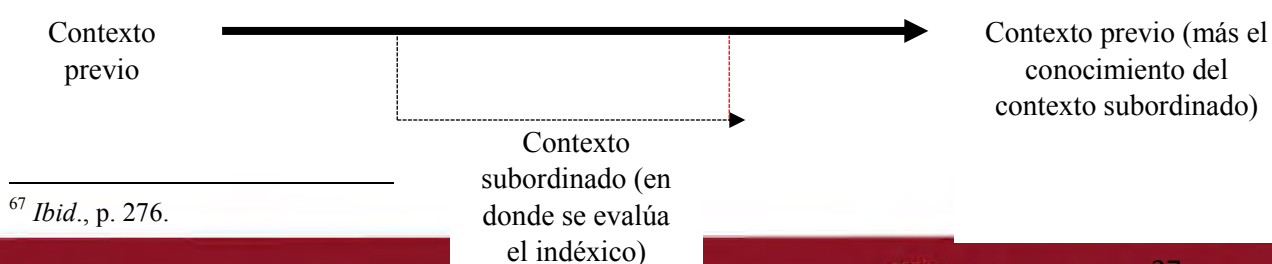 Contexto
previo
Contexto previo (más el
conocimiento del
contexto subordinado)
Contexto
subordinado (en
donde se evalúa
el indéxico)
67 Ibid., p. 276.